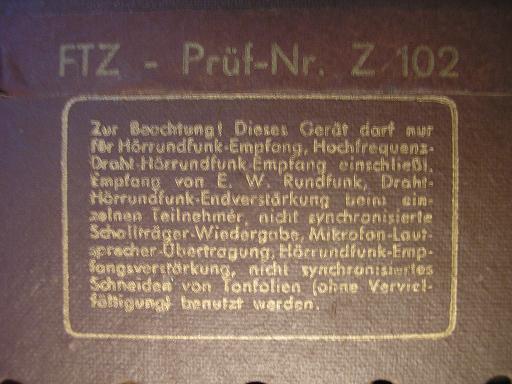 FTZ - Prüf-Nr. Z 102
Zur Beachtung! Dieses Gerät darf nur
für Hörrundfunk-Empfang, Hochfrequenz-
Draht-Hörrundfunk-Empfang einschließl.
Empfang von E. W. Rundfunk, Draht-
Hörrundfunk-Endverstärkung beim ein-
zelnen Teilnehmer, nicht synchronisierte
Schallträger-Wiedergabe, Mikrofon-Laut-
sprecher-Übertragung, Hörrundfunk-Emp-
fangsverstärkung, nicht synchronisiertes
Schneiden von Tonfolien (ohne Verviel-
fältigung) benutzt werden.